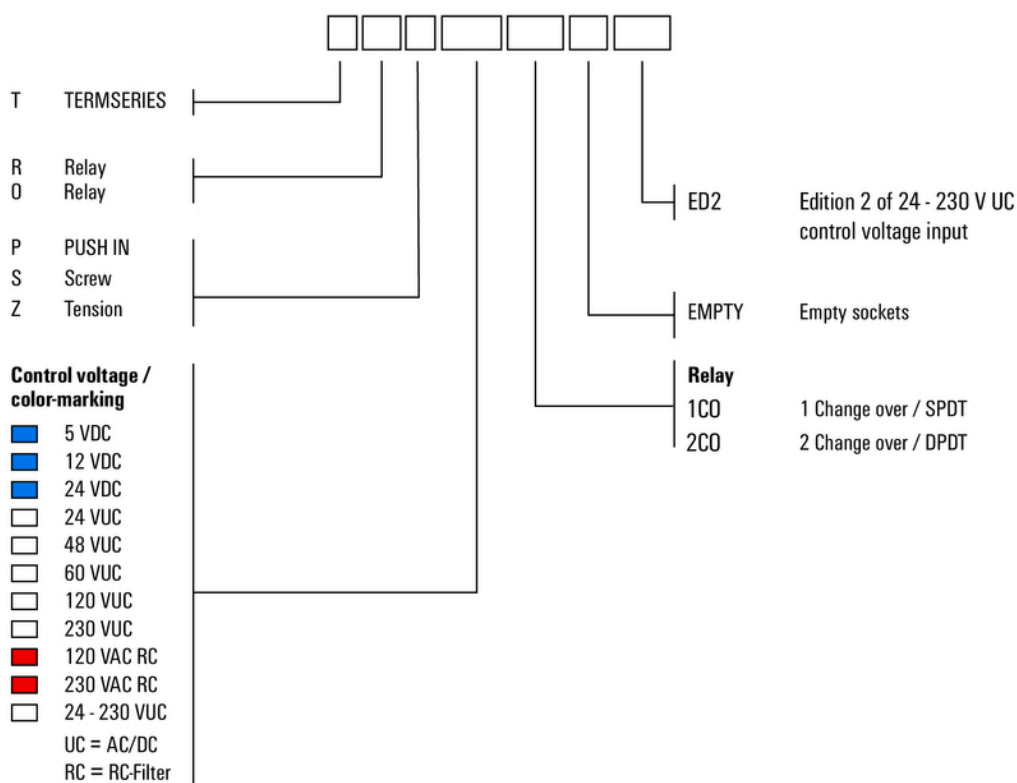 T TERMSERIES
R Relay
O Relay
P PUSH IN
S Screw
Z Tension
Control voltage /
color-marking
5 VDC
12 VDC
24 VDC
24 VUC
48 VUC
60 VUC
120 VUC
230 VUC
120 VAC RC
230 VAC RC
24 - 230 VUC
UC = AC/DC
RC = RC-Filter
ED2 Edition 2 of 24 - 230 V UC
control voltage input
EMPTY Empty sockets
Relay
1CO 1 Change over / SPDT
2CO 2 Change over / DPDT